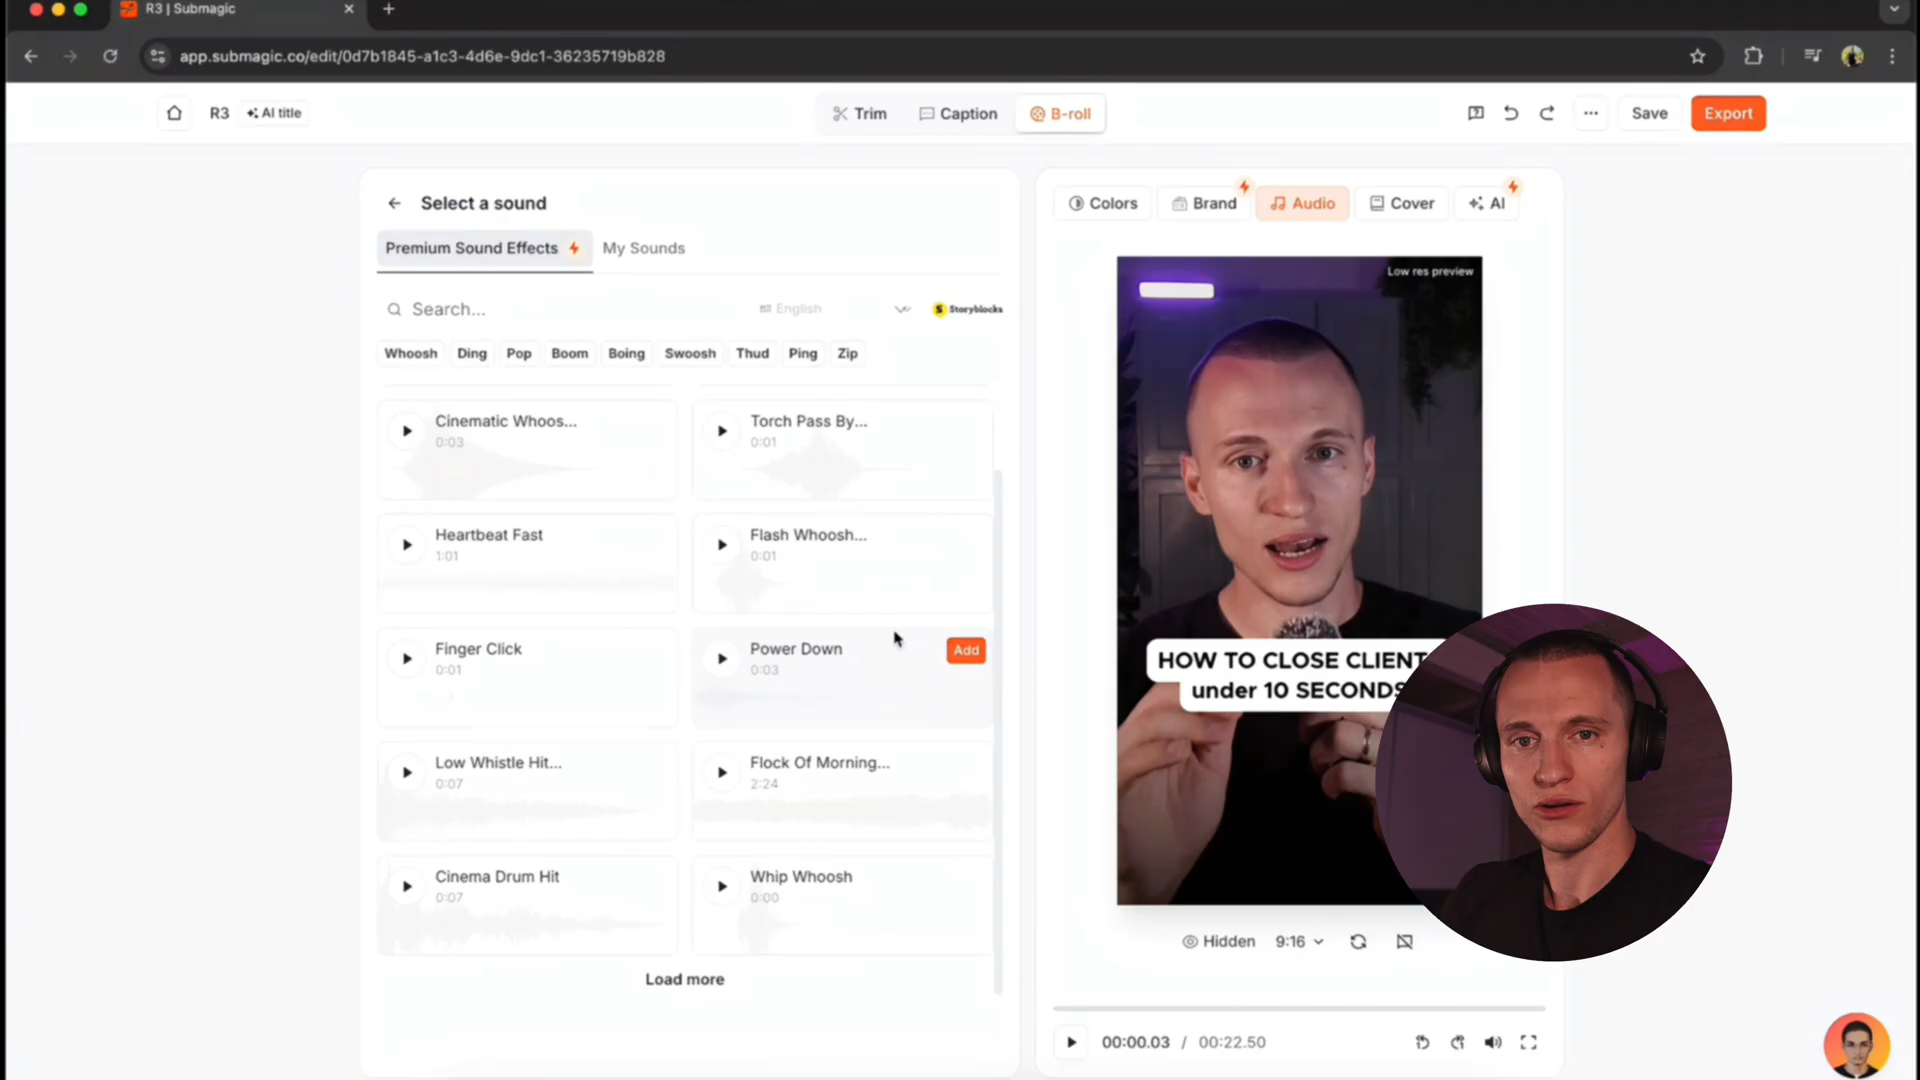 R3 | Submagic
app.submagic.co/edit/0d7b1845-a1c3-4d6e-9dc1-36235719b828
R3
AI title
Trim
Caption
B-roll
Save
Export
Select a sound
Premium Sound Effects
My Sounds
Search...
English
Storyblocks
Whoosh
Ding
Pop
Boom
Boing
Swoosh
Thud
Ping
Zip
Cinematic Whoos...
0:03
Torch Pass By...
0:01
Heartbeat Fast
1:01
Flash Whoosh...
0:01
Finger Click
0:01
Power Down
0:03
Add
Low Whistle Hit...
0:07
Flock Of Morning...
2:24
Cinema Drum Hit
0:07
Whip Whoosh
0:00
Load more
Colors
Brand
Audio
Cover
AI
Low res preview
HOW TO CLOSE CLIENT
under 10 SECONDS
Hidden
9:16
00:00.03 / 00:22.50